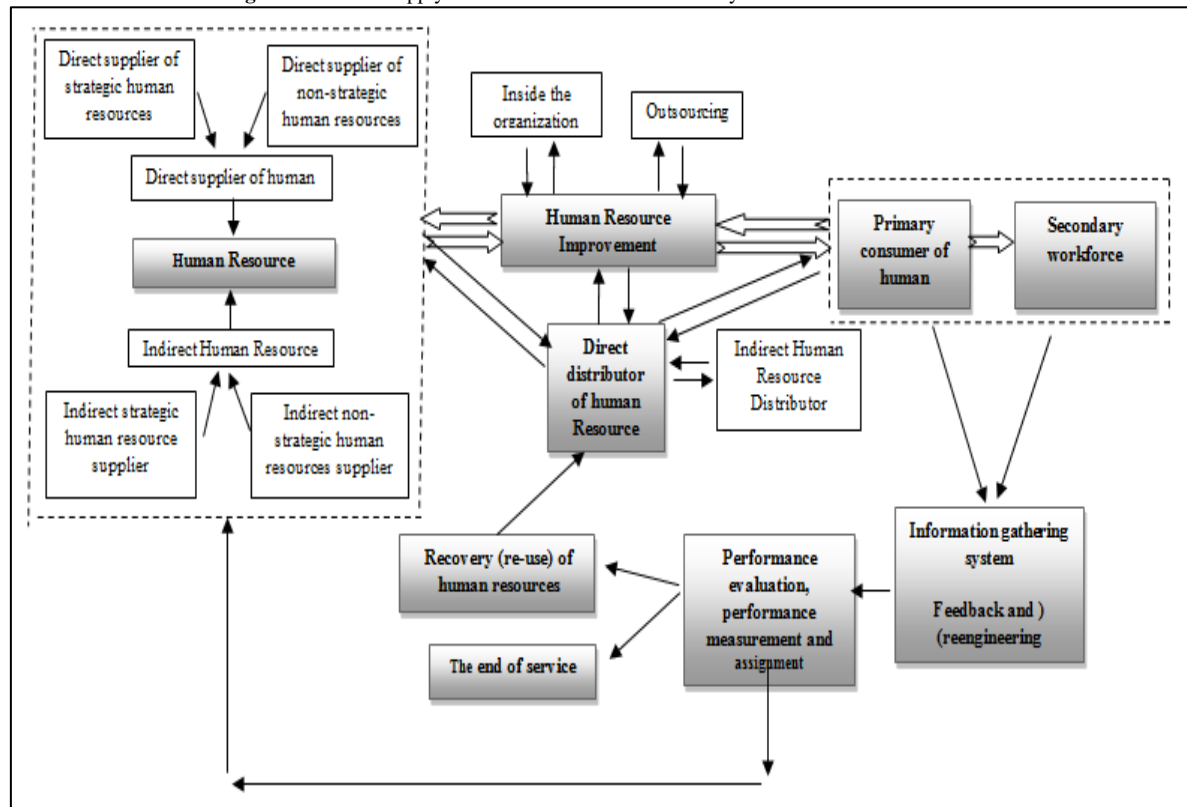 supply
Direct supplier of
strategic human
resources
Direct supplier of
non-strategic
human resources
Direct supplier of human
Human Resource
Indirect Human Resource
Indirect strategic
human resource
supplier
Indirect non-
strategic human
resources supplier
Inside the
organization
Outsourcing
Human Resource
Improvement
Primary
consumer of
human
Secondary
workforce
Direct
distributor
of human
Resource
Indirect Human
Resource
Distributor
Recovery (re-use) of
human resources
The end of service
Performance
evaluation,
performance
measurement and
assignment
Information gathering
system
Feedback and )
(reengineering